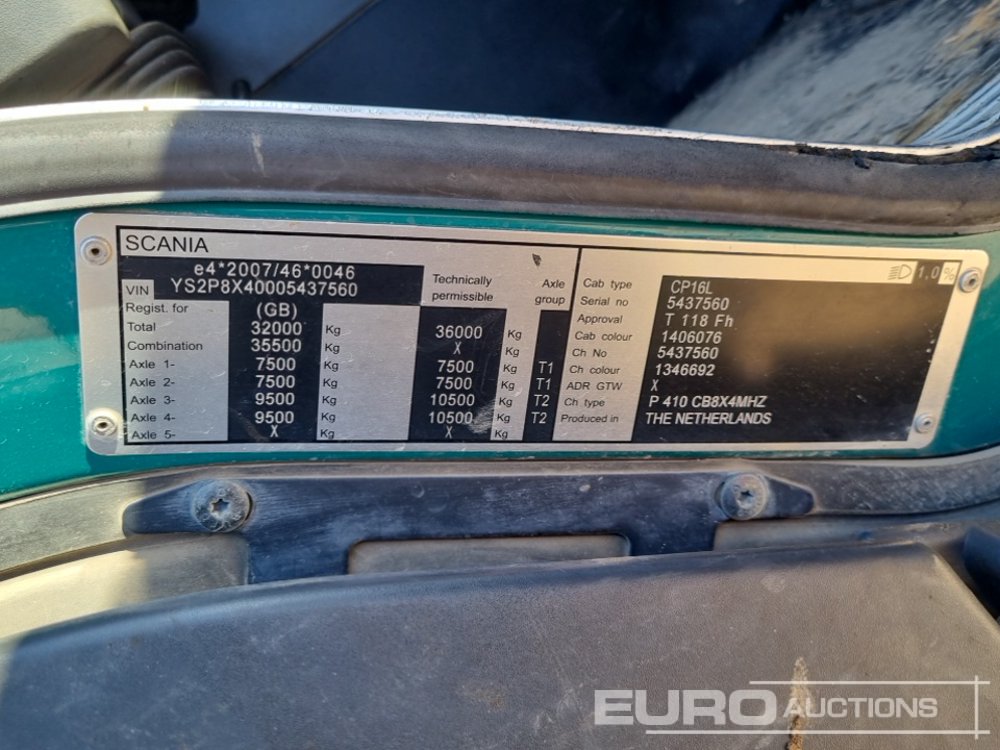 SCANIA
e4*2007/46*0046
VIN YS2P8X40005437560
Regist. for (GB) Technically permissible Axle group
Total 32000 Kg 36000 Kg
Combination 35500 Kg X Kg
Axle 1- 7500 Kg 7500 Kg T1
Axle 2- 7500 Kg 7500 Kg T1
Axle 3- 9500 Kg 10500 Kg T2
Axle 4- 9500 Kg 10500 Kg T2
Axle 5- X Kg X Kg
1,0%
Cab type CP16L
Serial no 5437560
Approval T 118 Fh
Cab colour 1406076
Ch No 5437560
Ch colour 1346692
ADR GTW X
Ch type P 410 CB8X4MHZ
Produced in THE NETHERLANDS
EURO AUCTIONS